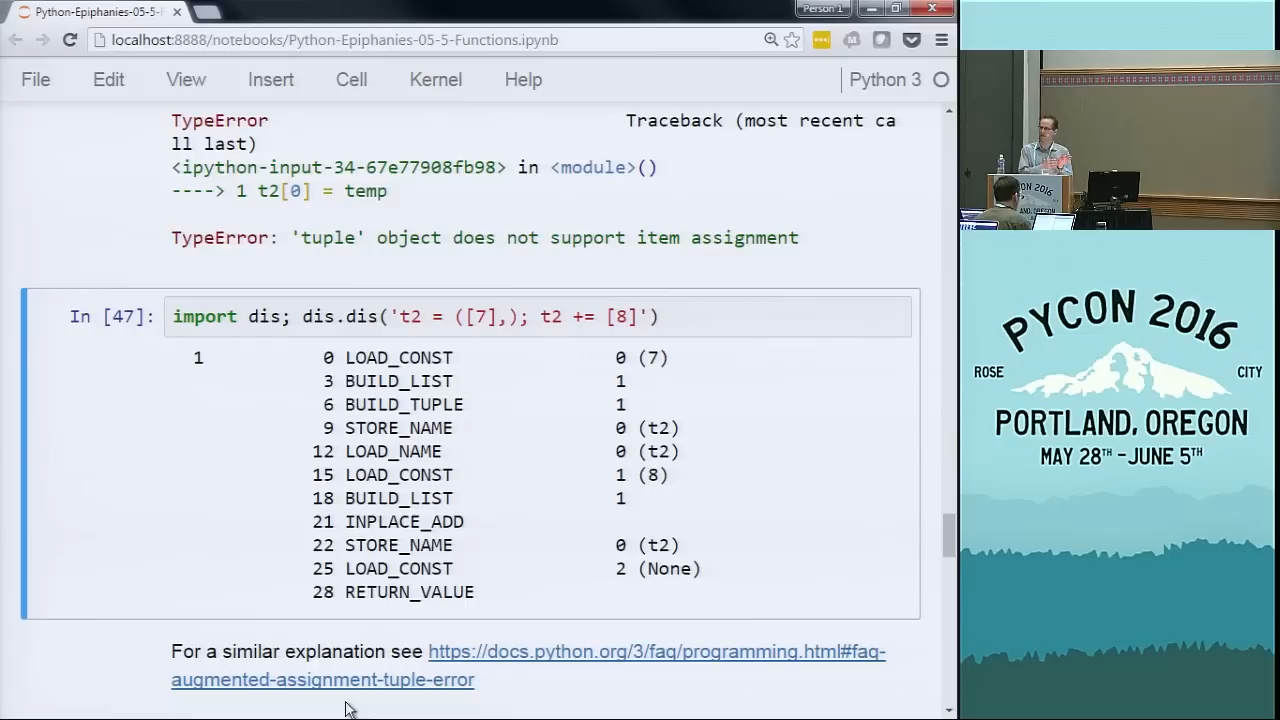 Python-Epiphanies-05-5-
Person 1
localhost:8888/notebooks/Python-Epiphanies-05-5-Functions.ipynb
File Edit View Insert Cell Kernel Help Python 3
TypeError Traceback (most recent ca
ll last)
<ipython-input-34-67e77908fb98> in <module>()
----> 1 t2[0] = temp
TypeError: 'tuple' object does not support item assignment
In [47]: import dis; dis.dis('t2 = ([7],); t2 += [8]')
1 0 LOAD_CONST 0 (7)
3 BUILD_LIST 1
6 BUILD_TUPLE 1
9 STORE_NAME 0 (t2)
12 LOAD_NAME 0 (t2)
15 LOAD_CONST 1 (8)
18 BUILD_LIST 1
21 INPLACE_ADD
22 STORE_NAME 0 (t2)
25 LOAD_CONST 2 (None)
28 RETURN_VALUE
For a similar explanation see https://docs.python.org/3/faq/programming.html#faq-
augmented-assignment-tuple-error
PYCON 2016
PORTLAND, OREGON
PYCON 2016
ROSE CITY
PORTLAND, OREGON
MAY 28TH - JUNE 5TH